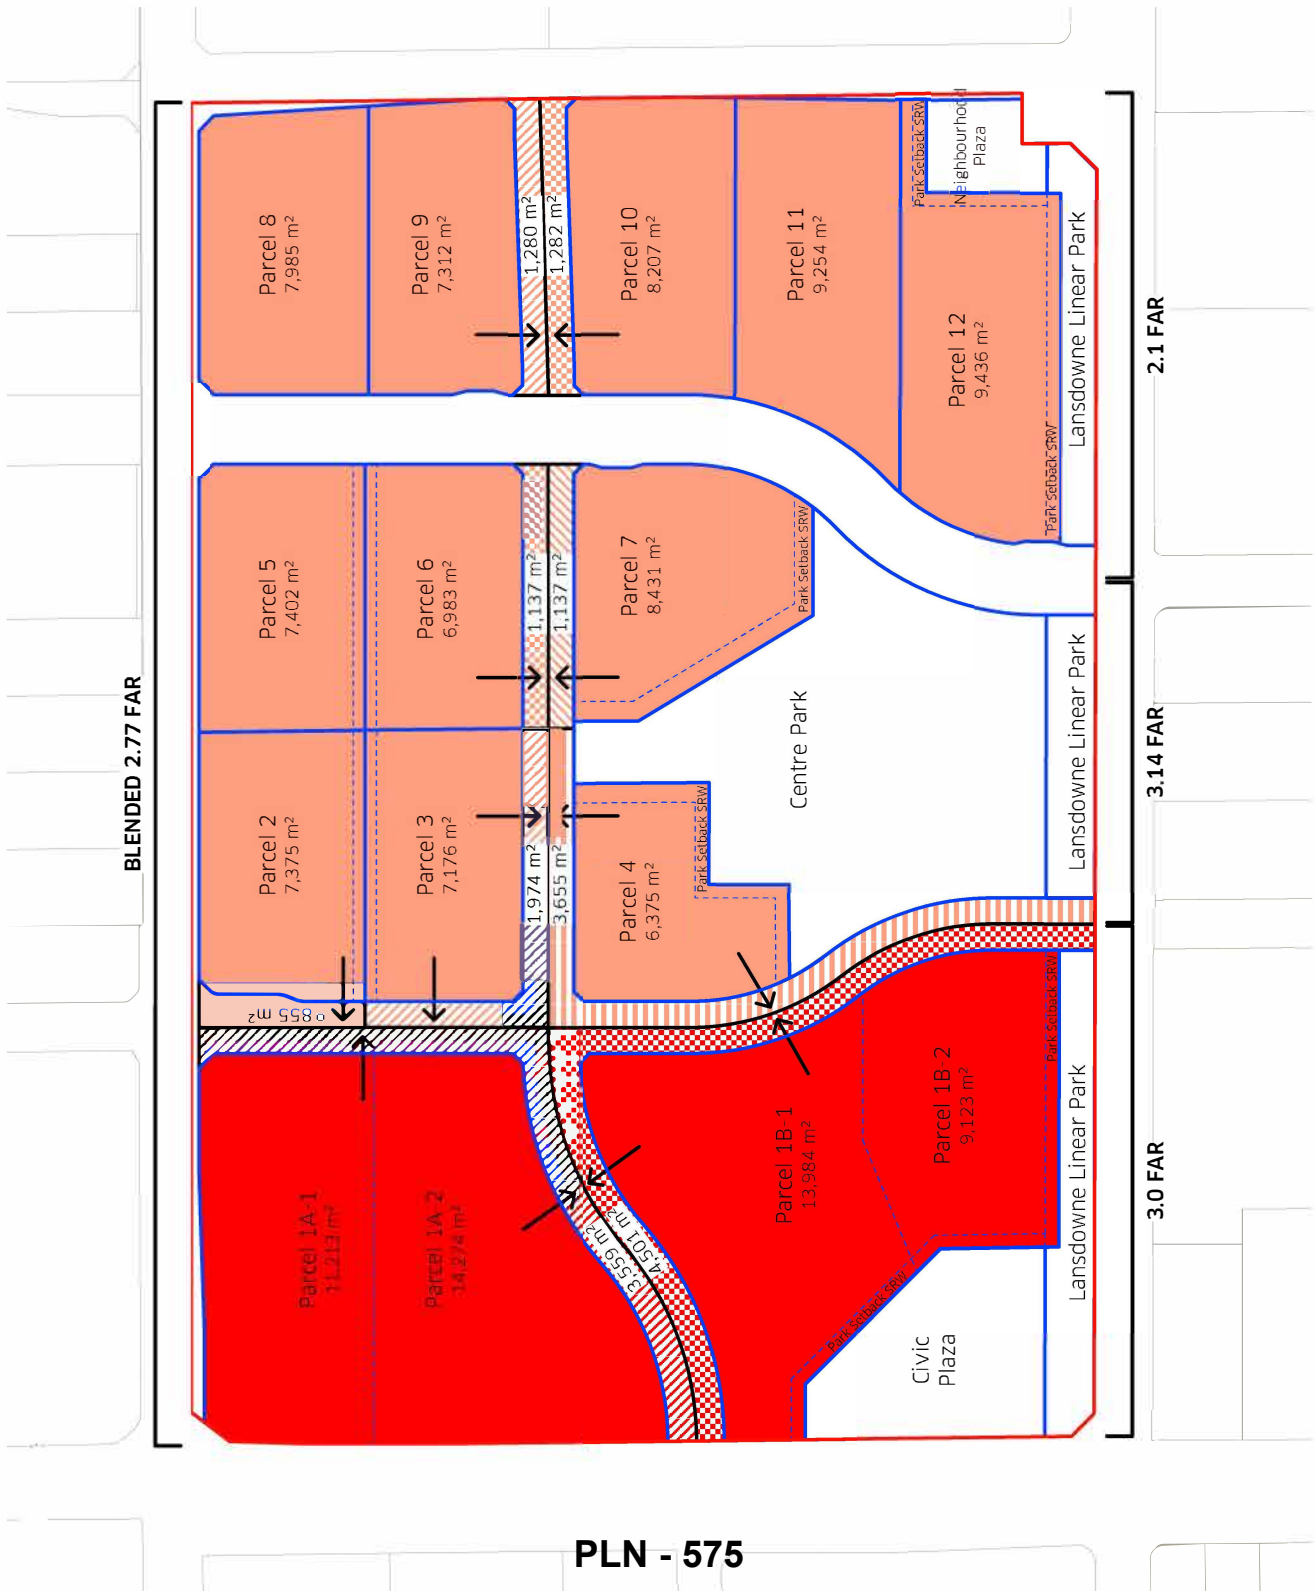 Parcel 8
7,985 m²
Parcel 9
7,312 m²
1,280 m²
1,282 m²
Parcel 10
8,207 m²
Parcel 11
9,254 m²
Park Setback SRW
Neighbourhood
Plaza
Parcel 12
9,436 m²
Park Setback SRW
Lansdowne Linear Park
2.1 FAR
Parcel 5
7,402 m²
Parcel 6
6,983 m²
1,137 m²
1,137 m²
Parcel 7
8,431 m²
Park Setback SRW
BLENDED 2.77 FAR
Parcel 2
7,375 m²
Parcel 3
7,176 m²
1,974 m²
3,655 m²
Parcel 4
6,375 m²
Park Setback SRW
Centre Park
Lansdowne Linear Park
3.14 FAR
855 m²
Parcel 1A-1
11,213 m²
Parcel 1A-2
14,274 m²
3,559 m²
4,501 m²
Parcel 1B-1
13,984 m²
Parcel 1B-2
9,123 m²
Park Setback SRW
Park Setback SRW
Civic
Plaza
Lansdowne Linear Park
3.0 FAR
PLN - 575